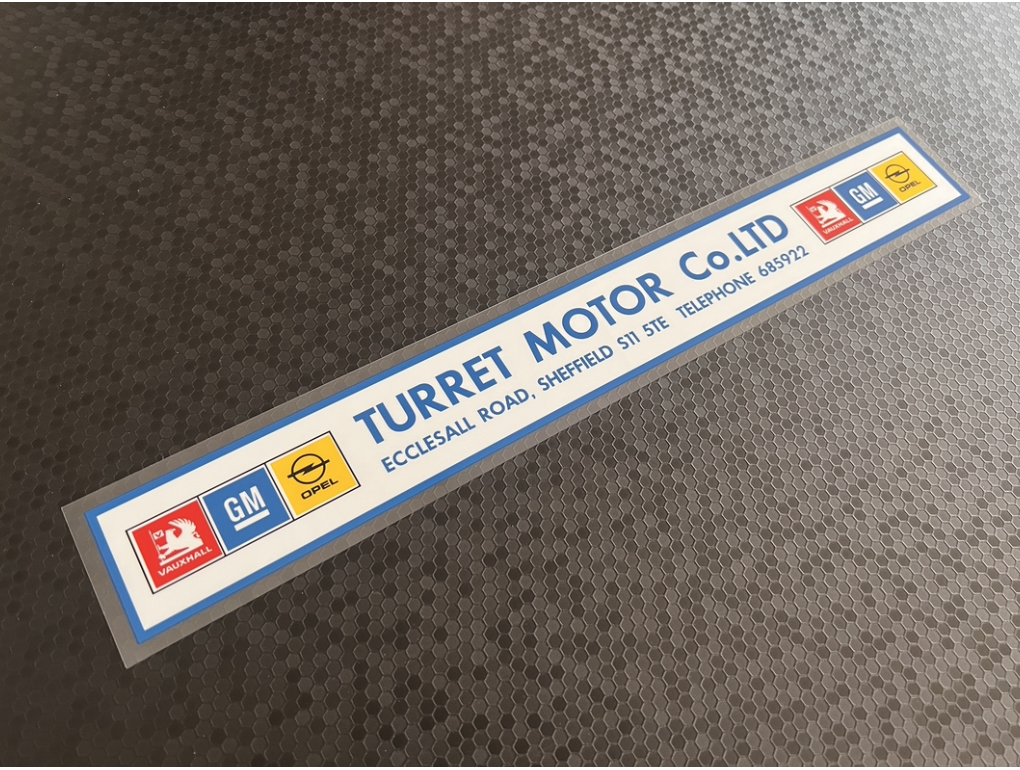 TURRET MOTOR Co.LTD
ECCLESALL ROAD, SHEFFIELD S11 5TE TELEPHONE 685922
VAUXHALL
GM
OPEL
VAUXHALL
GM
OPEL